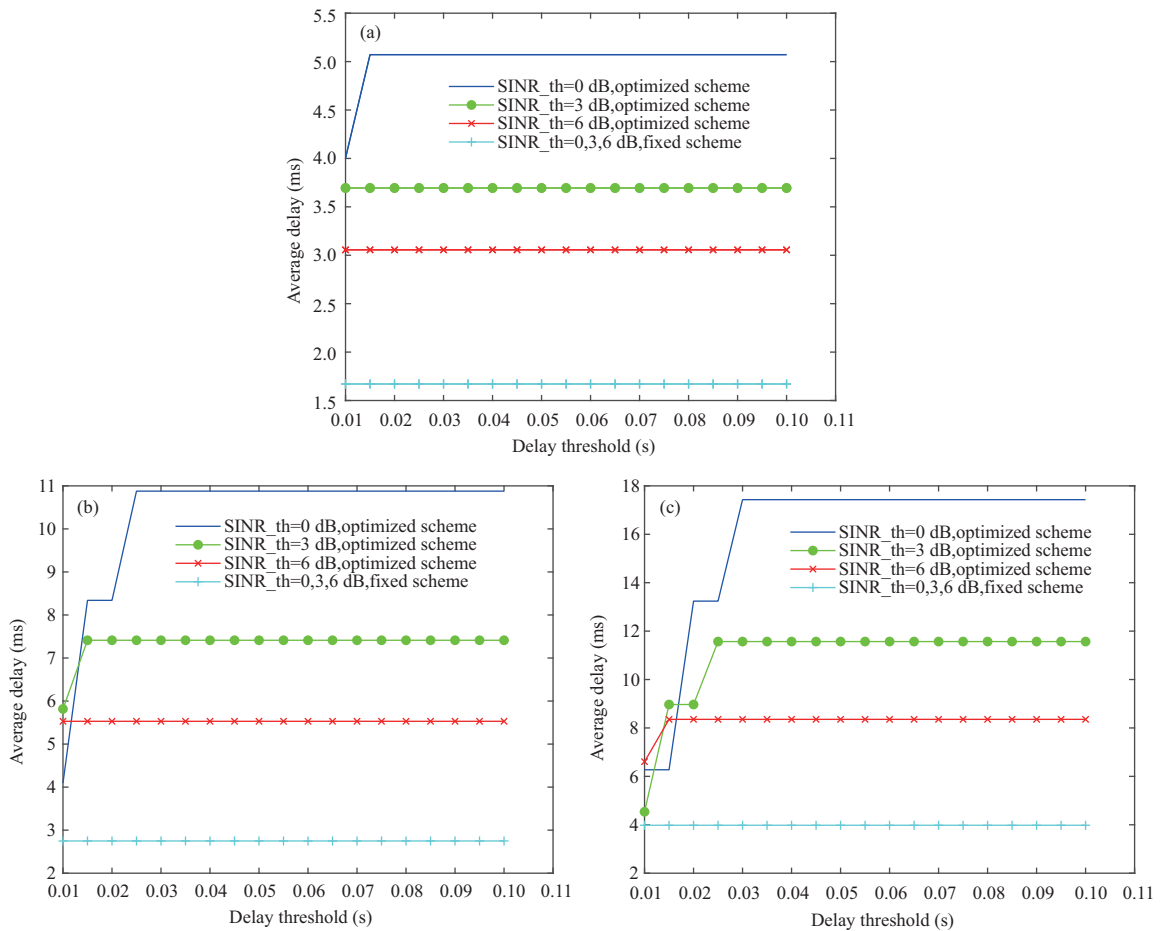 (a)
5.5
5.0
4.5
4.0
3.5
3.0
2.5
2.0
1.5
Average delay (ms)
SINR_th=0 dB,optimized scheme
SINR_th=3 dB,optimized scheme
SINR_th=6 dB,optimized scheme
SINR_th=0,3,6 dB,fixed scheme
0.01 0.02 0.03 0.04 0.05 0.06 0.07 0.08 0.09 0.10 0.11
Delay threshold (s)
(b)
11
10
9
8
7
6
5
4
3
2
Average delay (ms)
SINR_th=0 dB,optimized scheme
SINR_th=3 dB,optimized scheme
SINR_th=6 dB,optimized scheme
SINR_th=0,3,6 dB,fixed scheme
0.01 0.02 0.03 0.04 0.05 0.06 0.07 0.08 0.09 0.10 0.11
Delay threshold (s)
(c)
18
16
14
12
10
8
6
4
2
Average delay (ms)
SINR_th=0 dB,optimized scheme
SINR_th=3 dB,optimized scheme
SINR_th=6 dB,optimized scheme
SINR_th=0,3,6 dB,fixed scheme
0.01 0.02 0.03 0.04 0.05 0.06 0.07 0.08 0.09 0.10 0.11
Delay threshold (s)